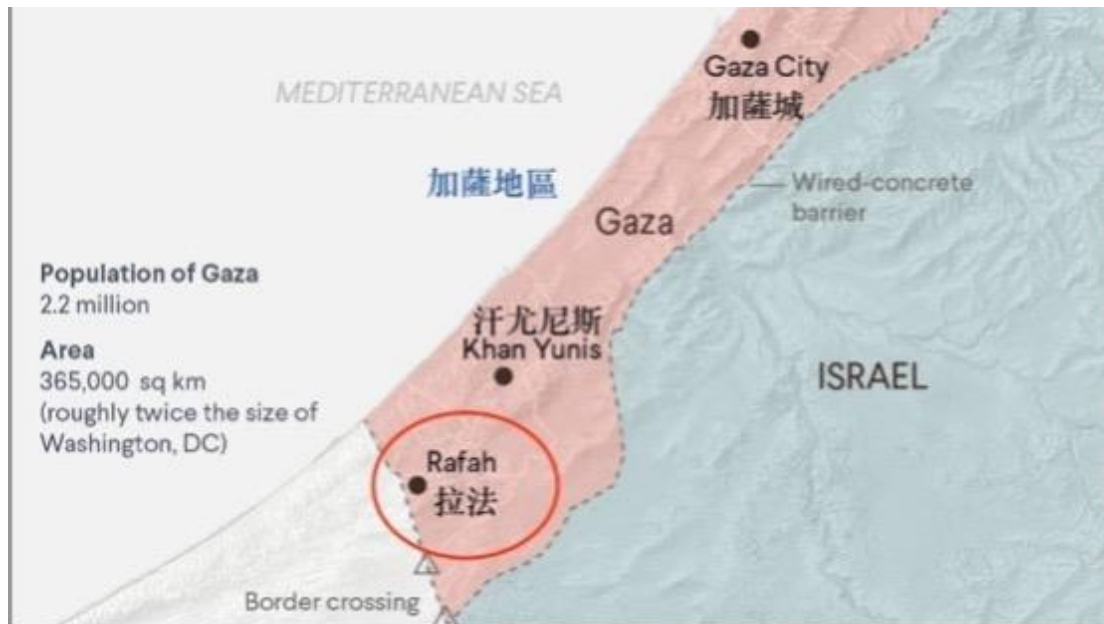 Gaza City
加薩城
MEDITERRANEAN SEA
加薩地區
Wired-concrete
barrier
Gaza
Population of Gaza
2.2 million
Area
365,000 sq km
(roughly twice the size of
Washington, DC)
汗尤尼斯
Khan Yunis
ISRAEL
Rafah
拉法
Border crossing